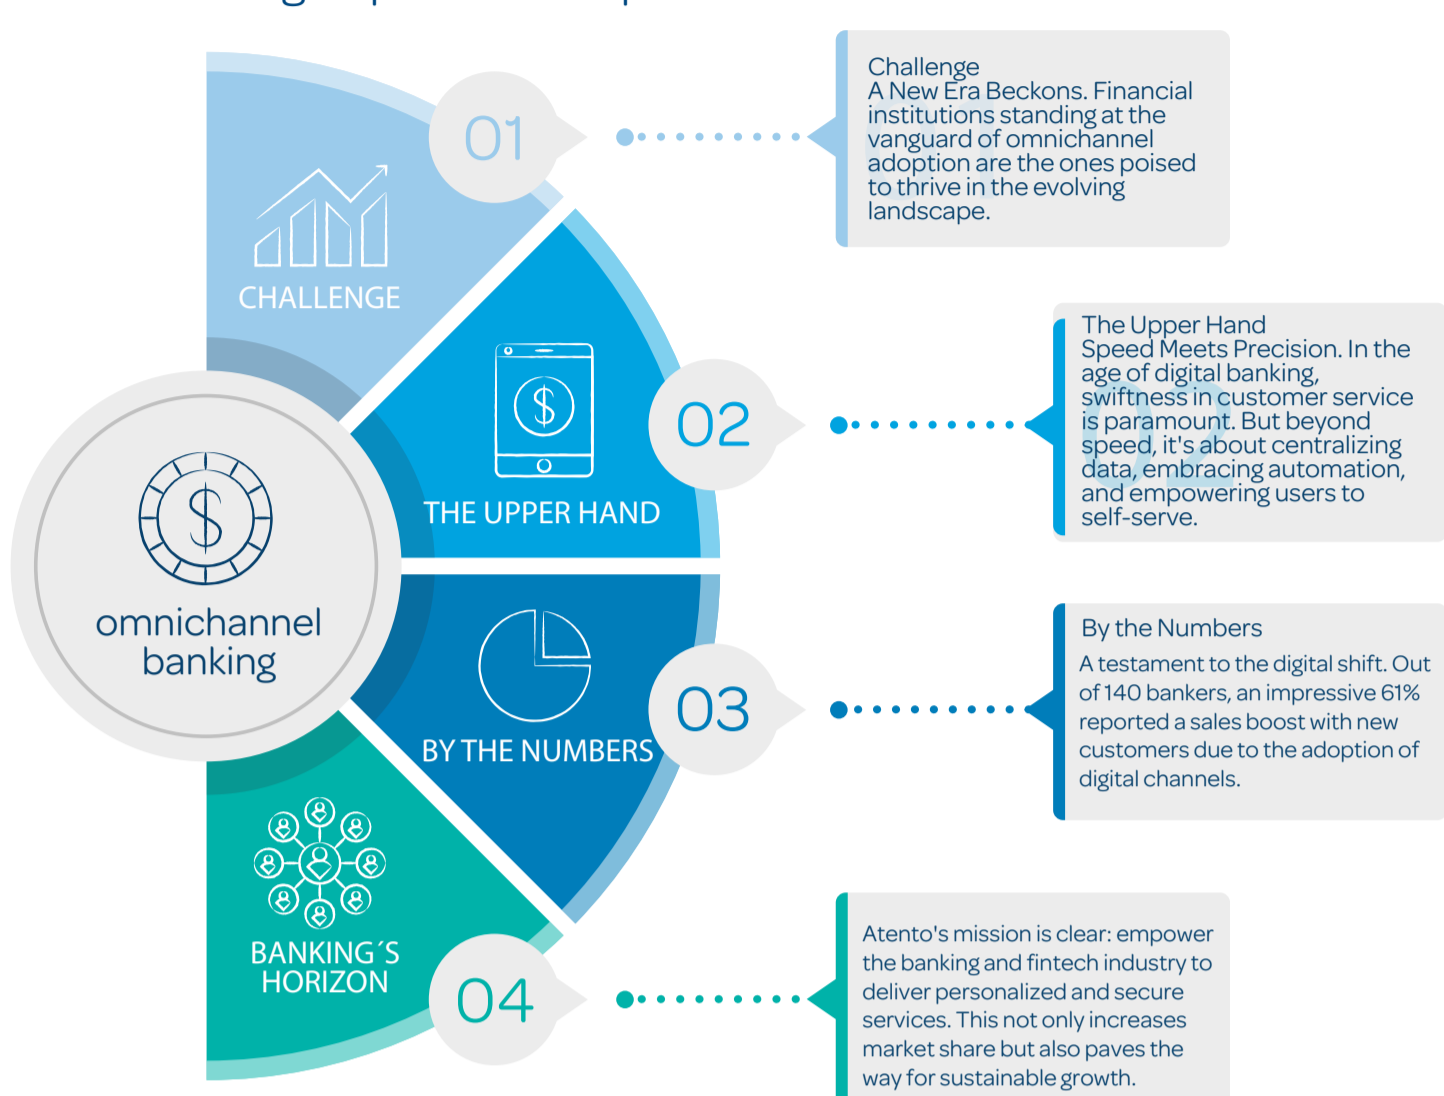 01
CHALLENGE
Challenge
A New Era Beckons. Financial
institutions standing at the
vanguard of omnichannel
adoption are the ones poised
to thrive in the evolving
landscape.
01
02
THE UPPER HAND
The Upper Hand
Speed Meets Precision. In the
age of digital banking,
swiftness in customer service
is paramount. But beyond
speed, it's about centralizing
data, embracing automation,
and empowering users to
self-serve.
02
omnichannel
banking
03
BY THE NUMBERS
By the Numbers
A testament to the digital shift. Out
of 140 bankers, an impressive 61%
reported a sales boost with new
customers due to the adoption of
digital channels.
04
BANKING´S
HORIZON
Atento's mission is clear: empower
the banking and fintech industry to
deliver personalized and secure
services. This not only increases
market share but also paves the
way for sustainable growth.